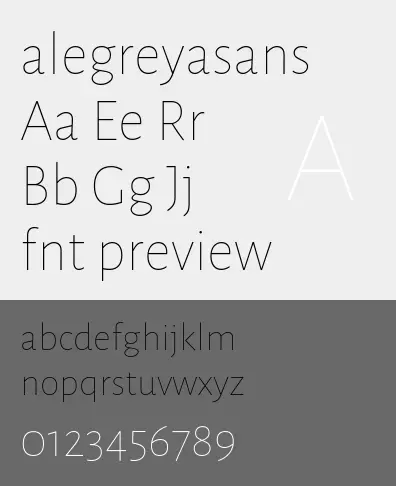 alegreyasans
Aa Ee Rr
A
Bb Gg Jj
fnt preview
abcdefghijklm
nopqrstuvwxyz
0123456789